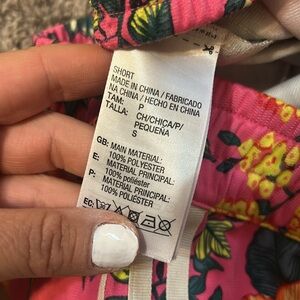 SHORT
MADE IN CHINA / FABRICADO
NA CHINA / HECHO EN CHINA
TAM: P
TALLA: CH/CHICA/P/
PEQUEÑA
S
GB: MAIN MATERIAL:
100% POLYESTER
E: MATERIAL PRINCIPAL:
100% poliéster
P: MATERIAL PRINCIPAL:
100% poliéster
EC: